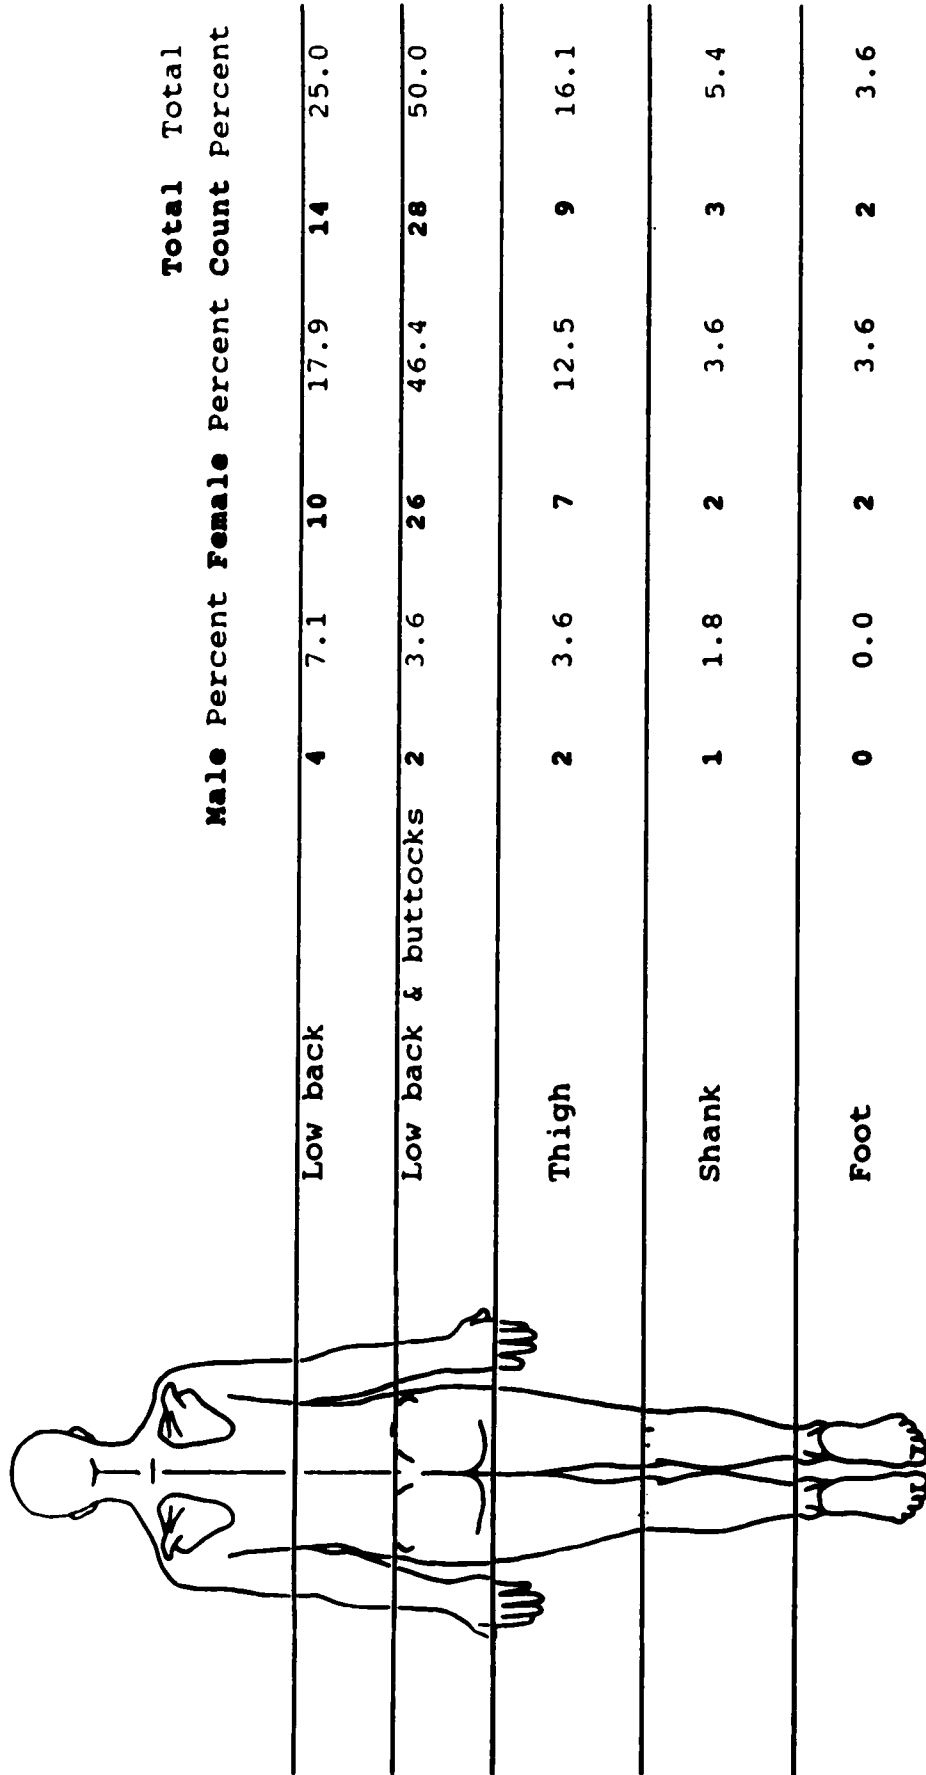 Total Total
Male Percent Female Percent Count Percent
Low back 4 7.1 10 17.9 14 25.0
Low back & buttocks 2 3.6 26 46.4 28 50.0
Thigh 2 3.6 7 12.5 9 16.1
Shank 1 1.8 2 3.6 3 5.4
Foot 0 0.0 2 3.6 2 3.6